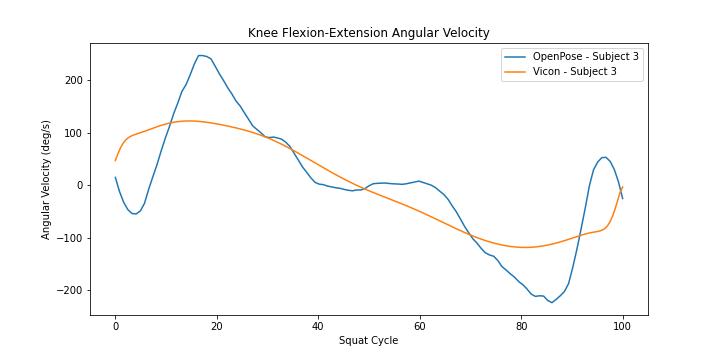 Knee Flexion-Extension Angular Velocity
OpenPose - Subject 3
Vicon - Subject 3
Angular Velocity (deg/s)
200
100
0
−100
−200
0 20 40 60 80 100
Squat Cycle